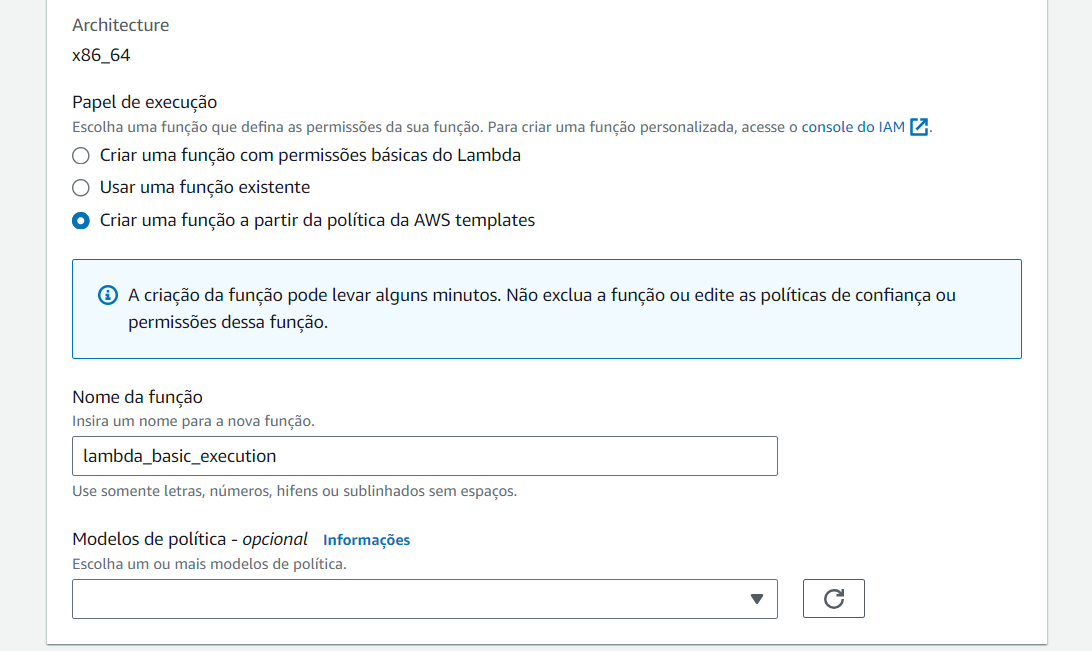 Architecture
x86_64
Papel de execução
Escolha uma função que defina as permissões da sua função. Para criar uma função personalizada, acesse o console do IAM.
Criar uma função com permissões básicas do Lambda
Usar uma função existente
Criar uma função a partir da política da AWS templates
A criação da função pode levar alguns minutos. Não exclua a função ou edite as políticas de confiança ou
permissões dessa função.
Nome da função
Insira um nome para a nova função.
lambda_basic_execution
Use somente letras, números, hifens ou sublinhados sem espaços.
Modelos de política - opcional Informações
Escolha um ou mais modelos de política.